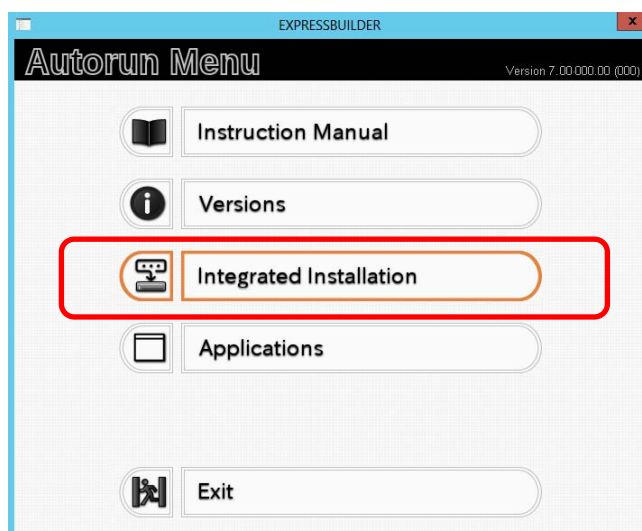 EXPRESSBUILDER
x
Autorun Menu
Version 7.00 000.00 (000)
Instruction Manual
Versions
Integrated Installation
Applications
Exit